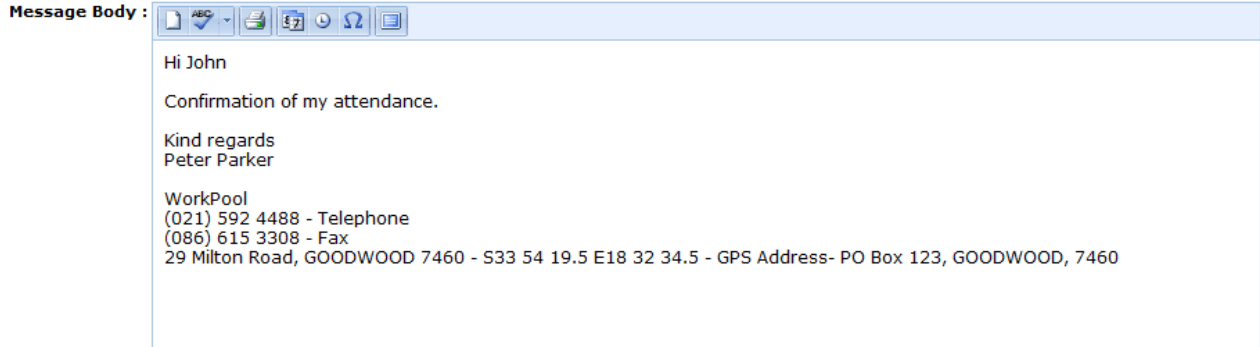 Message Body :
ABC
Hi John
Confirmation of my attendance.
Kind regards
Peter Parker
WorkPool
(021) 592 4488 - Telephone
(086) 615 3308 - Fax
29 Milton Road, GOODWOOD 7460 - S33 54 19.5 E18 32 34.5 - GPS Address- PO Box 123, GOODWOOD, 7460